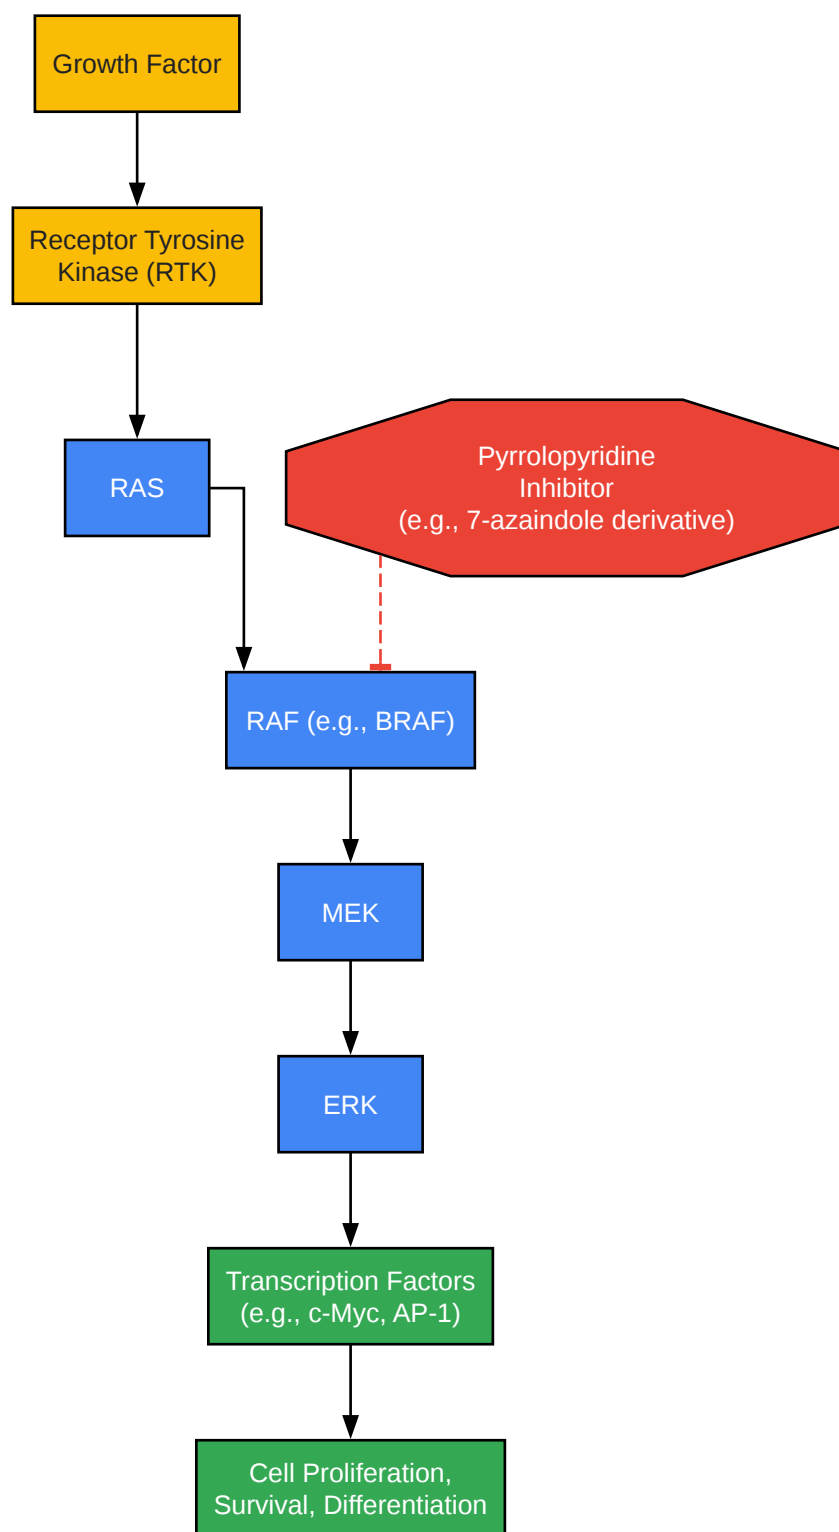 Growth Factor
Receptor Tyrosine
Kinase (RTK)
RAS
Pyrrolopyridine
Inhibitor
(e.g., 7-azaindole derivative)
RAF (e.g., BRAF)
MEK
ERK
Transcription Factors
(e.g., c-Myc, AP-1)
Cell Proliferation,
Survival, Differentiation